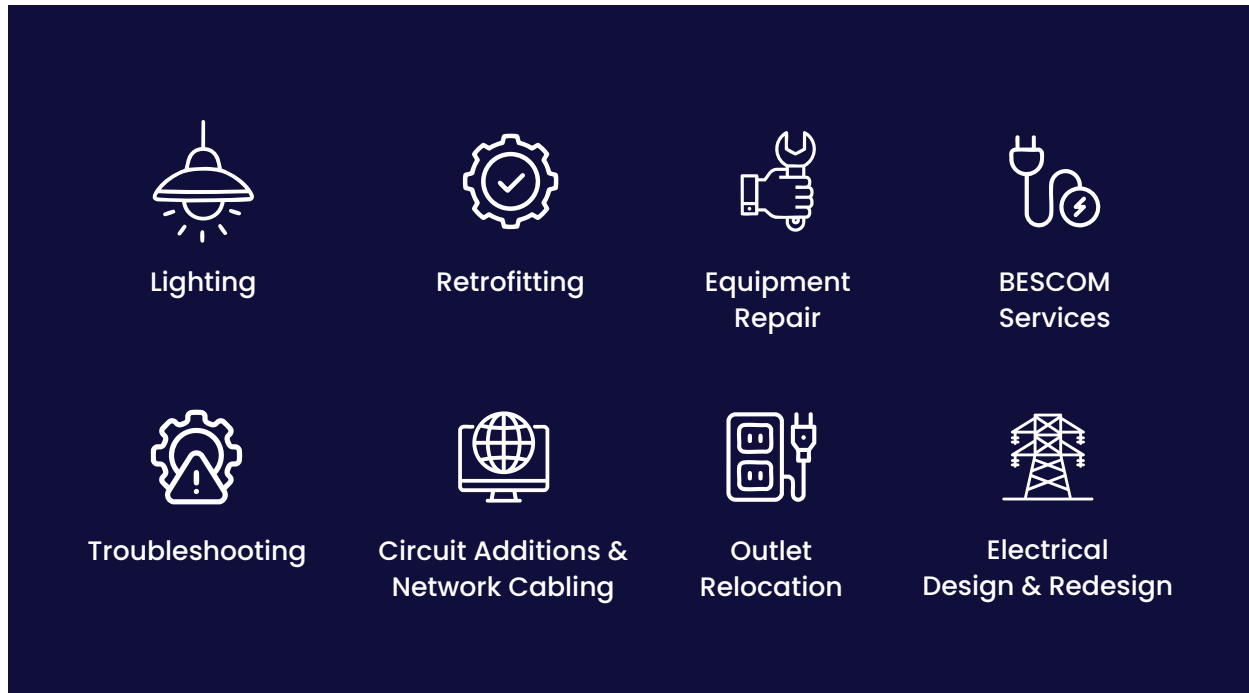 Lighting
Retrofitting
Equipment
Repair
BESCOM
Services
Troubleshooting
Circuit Additions &
Network Cabling
Outlet
Relocation
Electrical
Design & Redesign